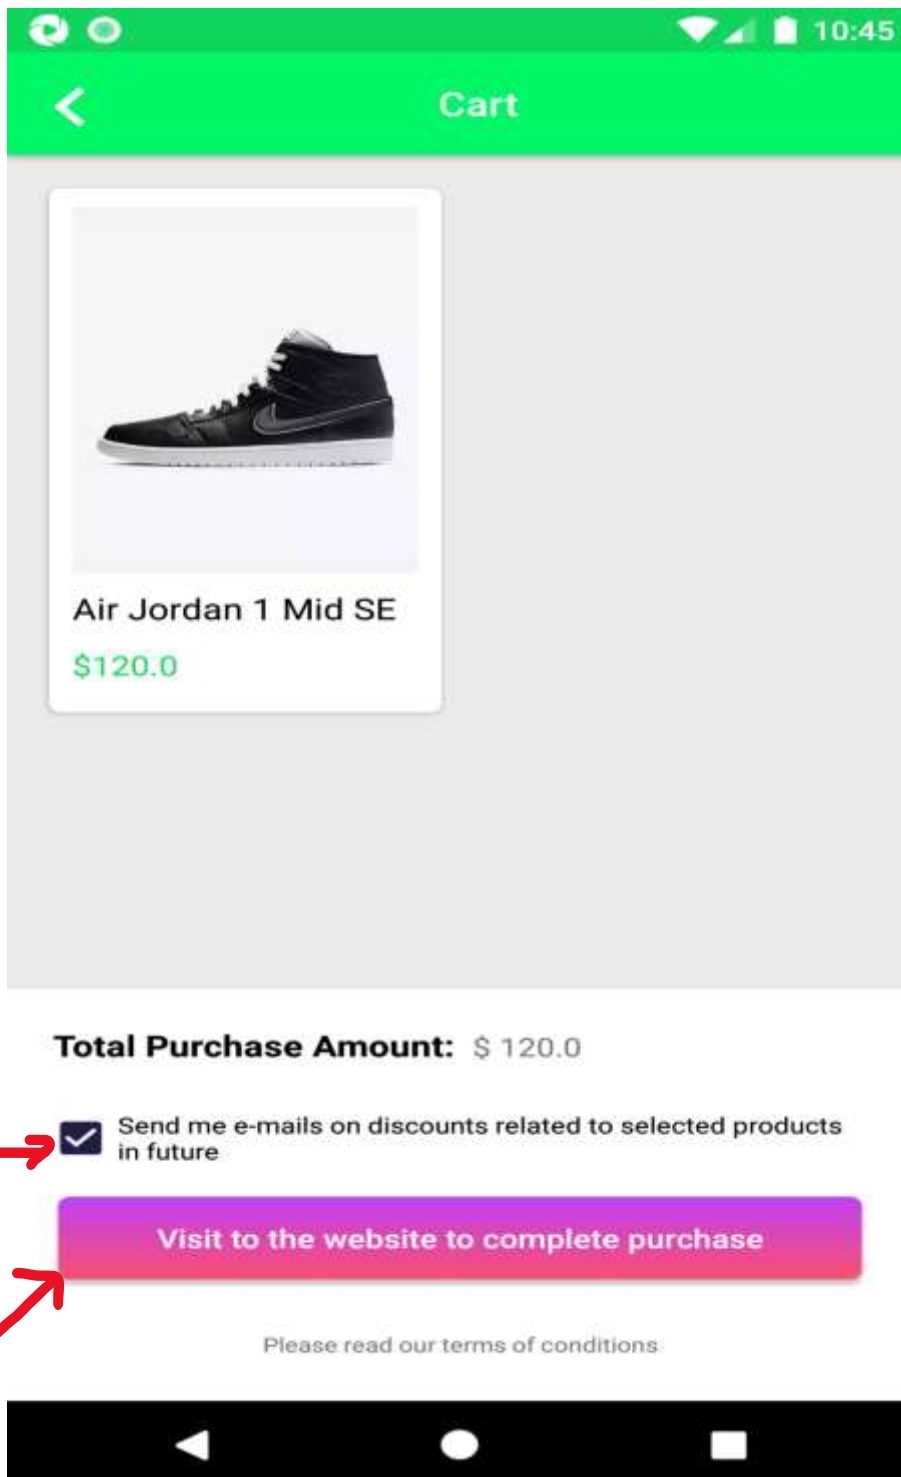 10:45
Cart
Air Jordan 1 Mid SE
$120.0
Total Purchase Amount: $ 120.0
Send me e-mails on discounts related to selected products
in future
Visit to the website to complete purchase
Please read our terms of conditions